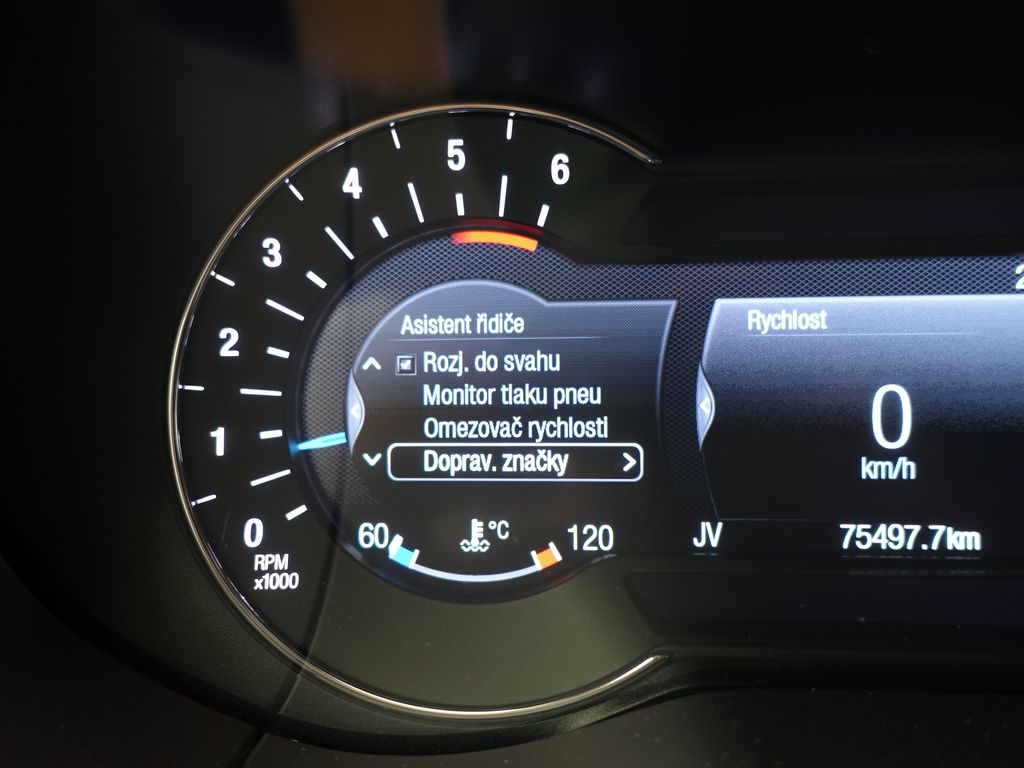 5
6
4
3
2
1
0
RPM
x1000
Asistent řidiče
Rozj. do svahu
Monitor tlaku pneu
Omezovač rychlosti
Doprav. značky
60
°C
120
Rychlost
0
km/h
JV
75497.7km